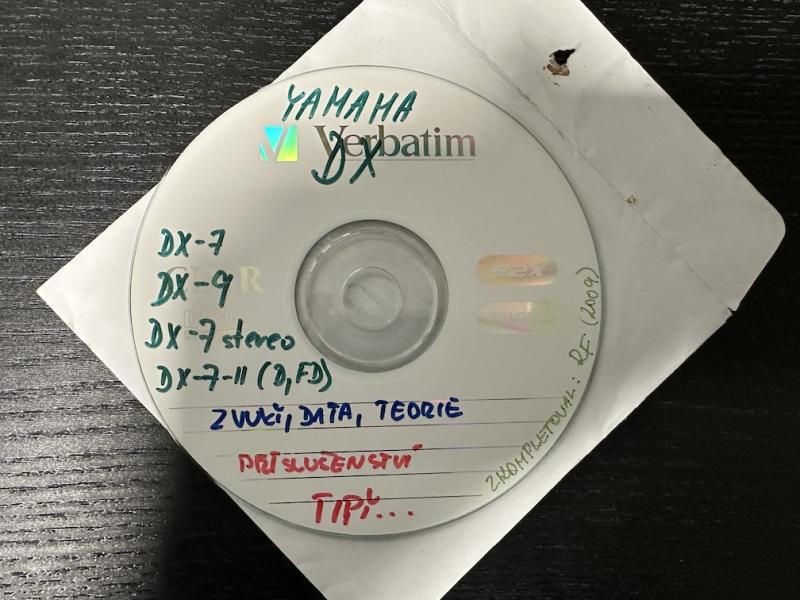 YAMAHA
Verbatim
DX
DX-7
DX-9
52X
DX-7 stereo
DX-7-II (D, FD)
ZVUKY, DATA, TEORIE
PŘÍSLUŠENSTVÍ
TIPY...
ZKOMPLETOVAL: RF (2009)